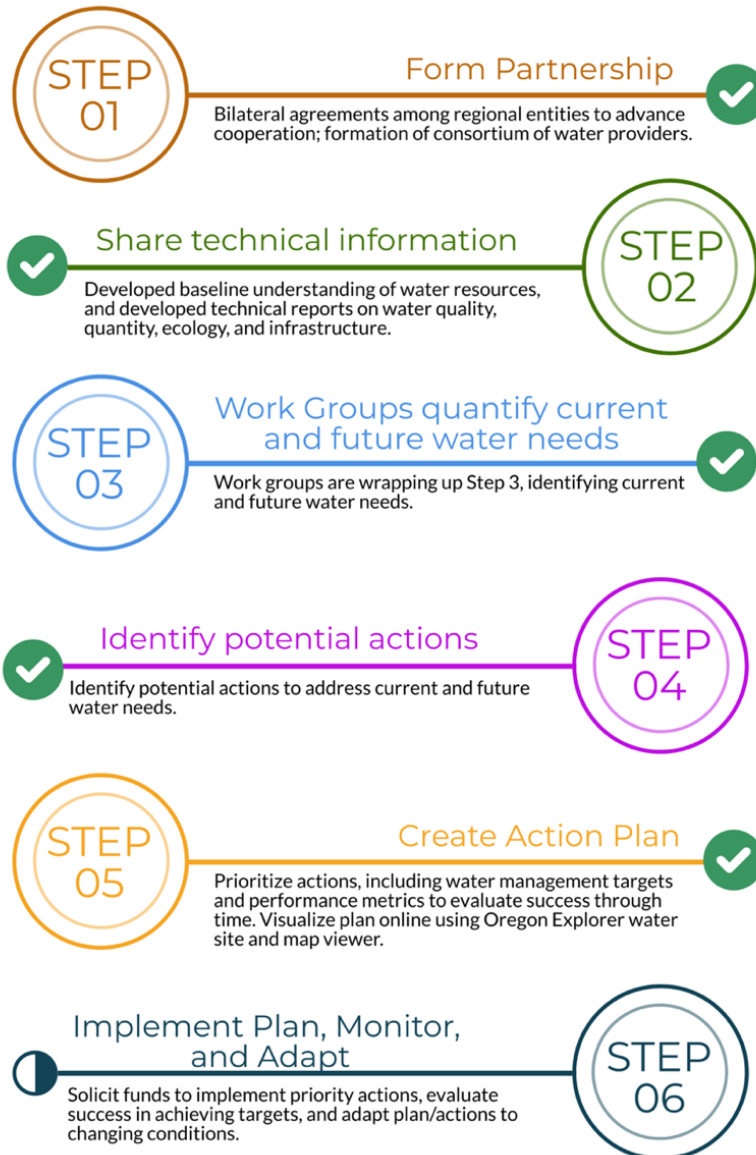 STEP
01
Form Partnership
Bilateral agreements among regional entities to advance
cooperation; formation of consortium of water providers.
Share technical information
STEP
02
Developed baseline understanding of water resources,
and developed technical reports on water quality,
quantity, ecology, and infrastructure.
STEP
03
Work Groups quantify current
and future water needs
Work groups are wrapping up Step 3, identifying current
and future water needs.
Identify potential actions
STEP
04
Identify potential actions to address current and future
water needs.
STEP
05
Create Action Plan
Prioritize actions, including water management targets
and performance metrics to evaluate success through
time. Visualize plan online using Oregon Explorer water
site and map viewer.
Implement Plan, Monitor,
and Adapt
STEP
06
Solicit funds to implement priority actions, evaluate
success in achieving targets, and adapt plan/actions to
changing conditions.